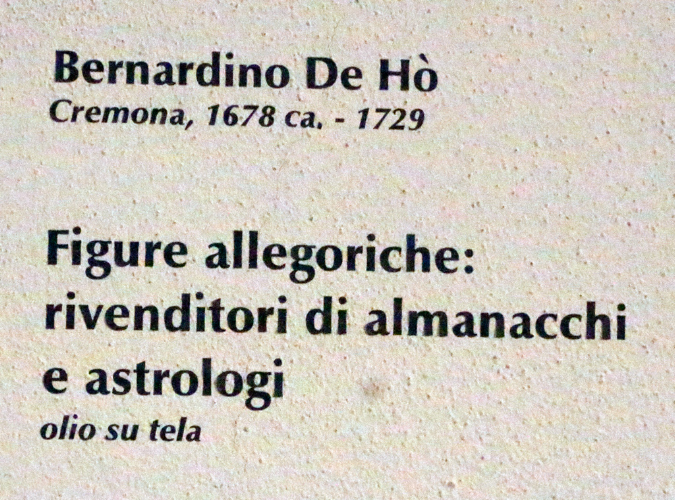 Bernardino De Hò
Cremona, 1678 ca. - 1729
Figure allegoriche:
rivenditori di almanacchi
e astrologi
olio su tela